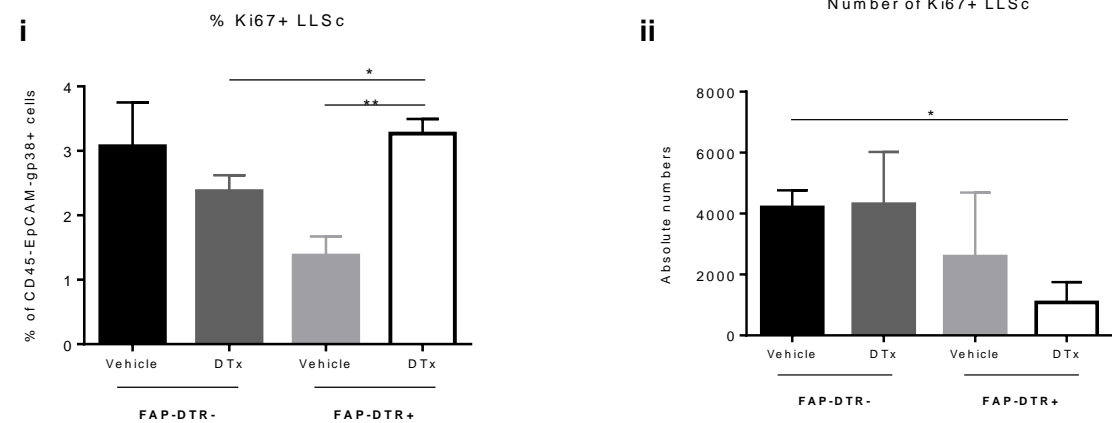 i
% Ki67+ LLSc
% of CD45-EpCAM-gp38+ cells
4
3
2
1
0
*
**
Vehicle
DTx
Vehicle
DTx
FAP-DTR-
FAP-DTR+
ii
Number of Ki67+ LLSc
Absolute numbers
8000
6000
4000
2000
0
*
Vehicle
DTx
Vehicle
DTx
FAP-DTR-
FAP-DTR+